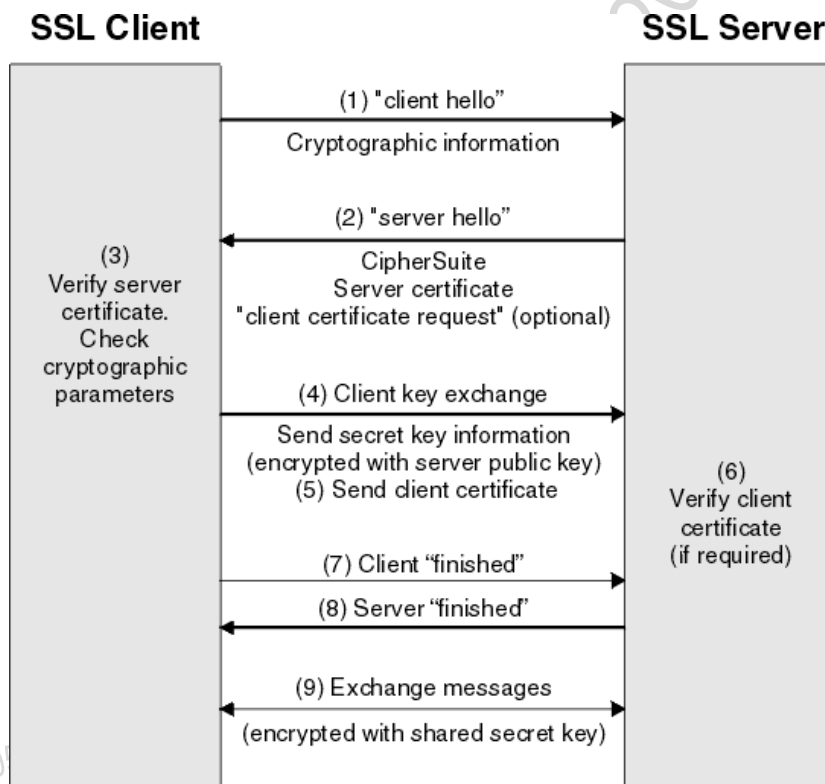 SSL Client
SSL Server
(1) "client hello”
Cryptographic information
(2) "server hello”
CipherSuite
Server certificate
"client certificate request" (optional)
(3)
Verify server
certificate.
Check
cryptographic
parameters
(4) Client key exchange
Send secret key information
(encrypted with server public key)
(5) Send client certificate
(6)
Verify client
certificate
(if required)
(7) Client “finished”
(8) Server “finished”
(9) Exchange messages
(encrypted with shared secret key)